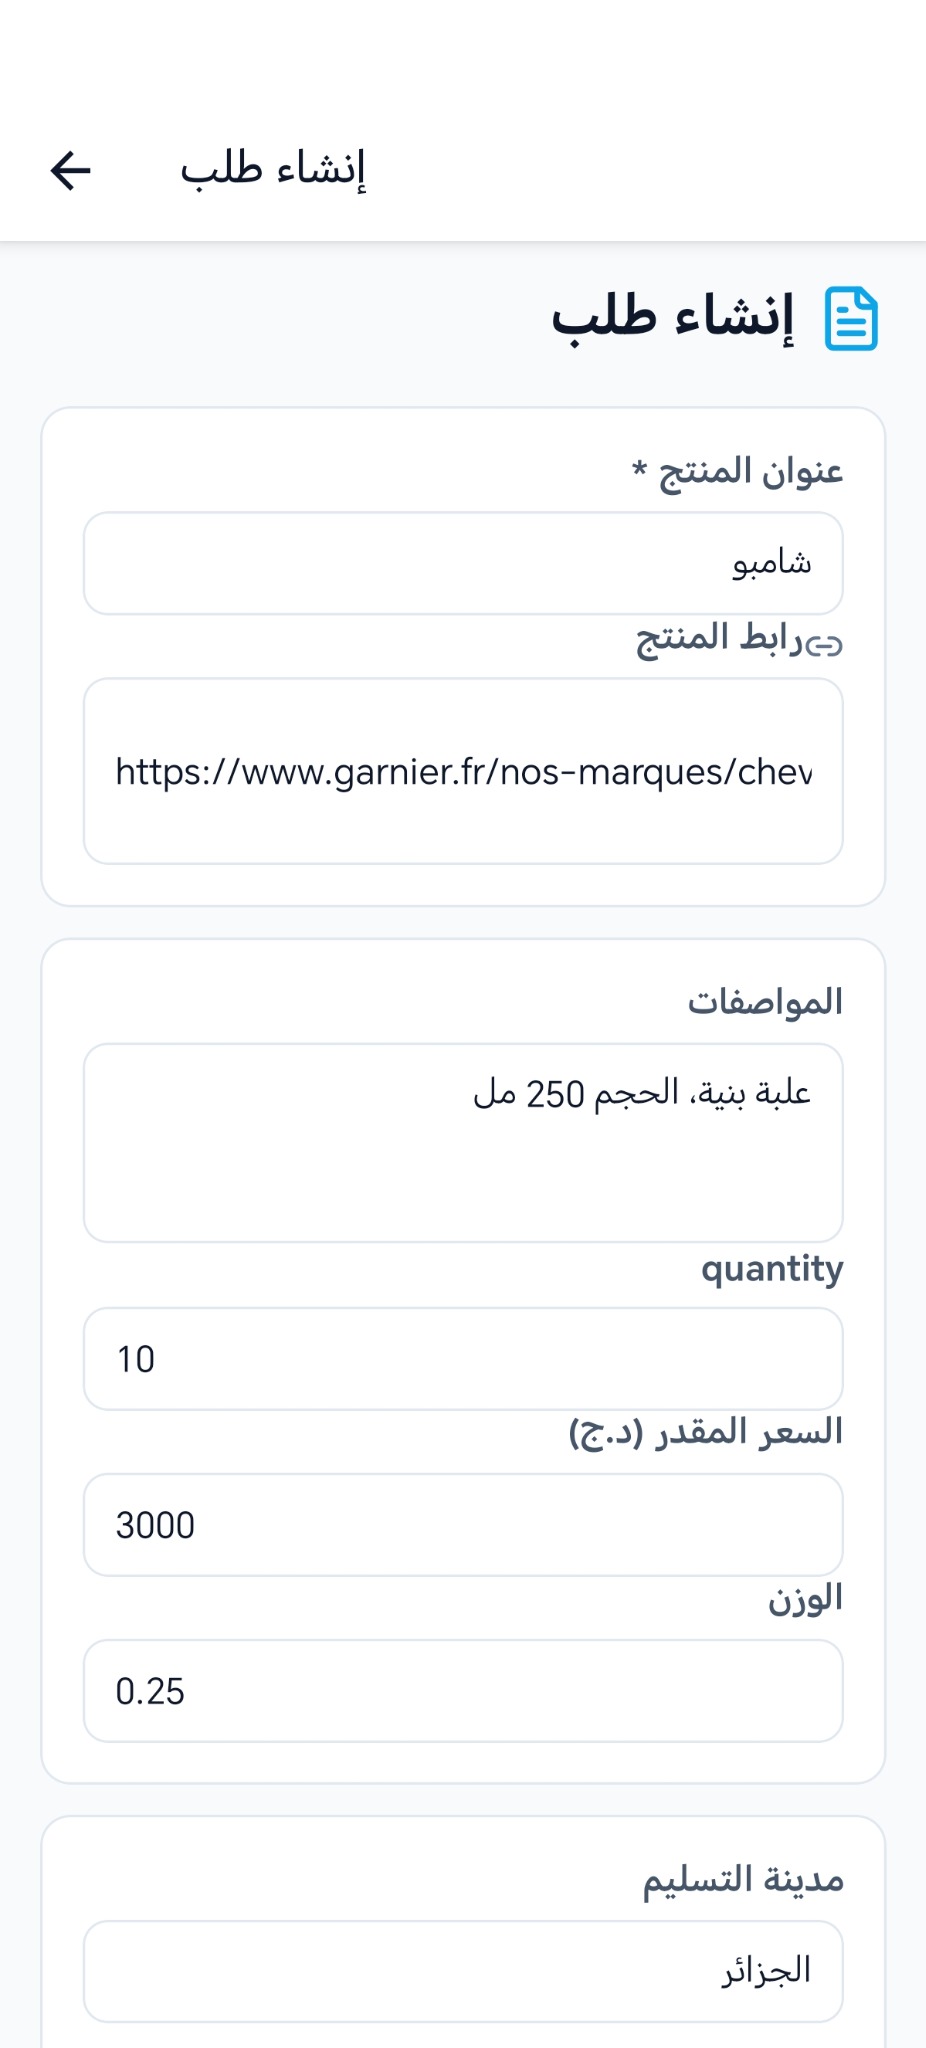 إنشاء طلب
إنشاء طلب
عنوان المنتج *
شامبو
رابط المنتج
https://www.garnier.fr/nos-marques/chev
المواصفات
علبة بنية، الحجم 250 مل
quantity
10
السعر المقدر (د.ج)
3000
الوزن
0.25
مدينة التسليم
الجزائر